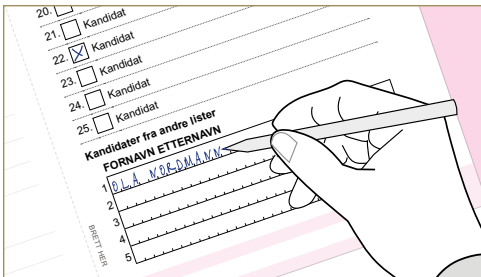 20.
21. Kandidat
22. Kandidat
23. Kandidat
24. Kandidat
25. Kandidat
Kandidater fra andre lister
FORNAVN ETTERNAVN
1 OLA NORDMANN
2
3
4
5
BRETT HER